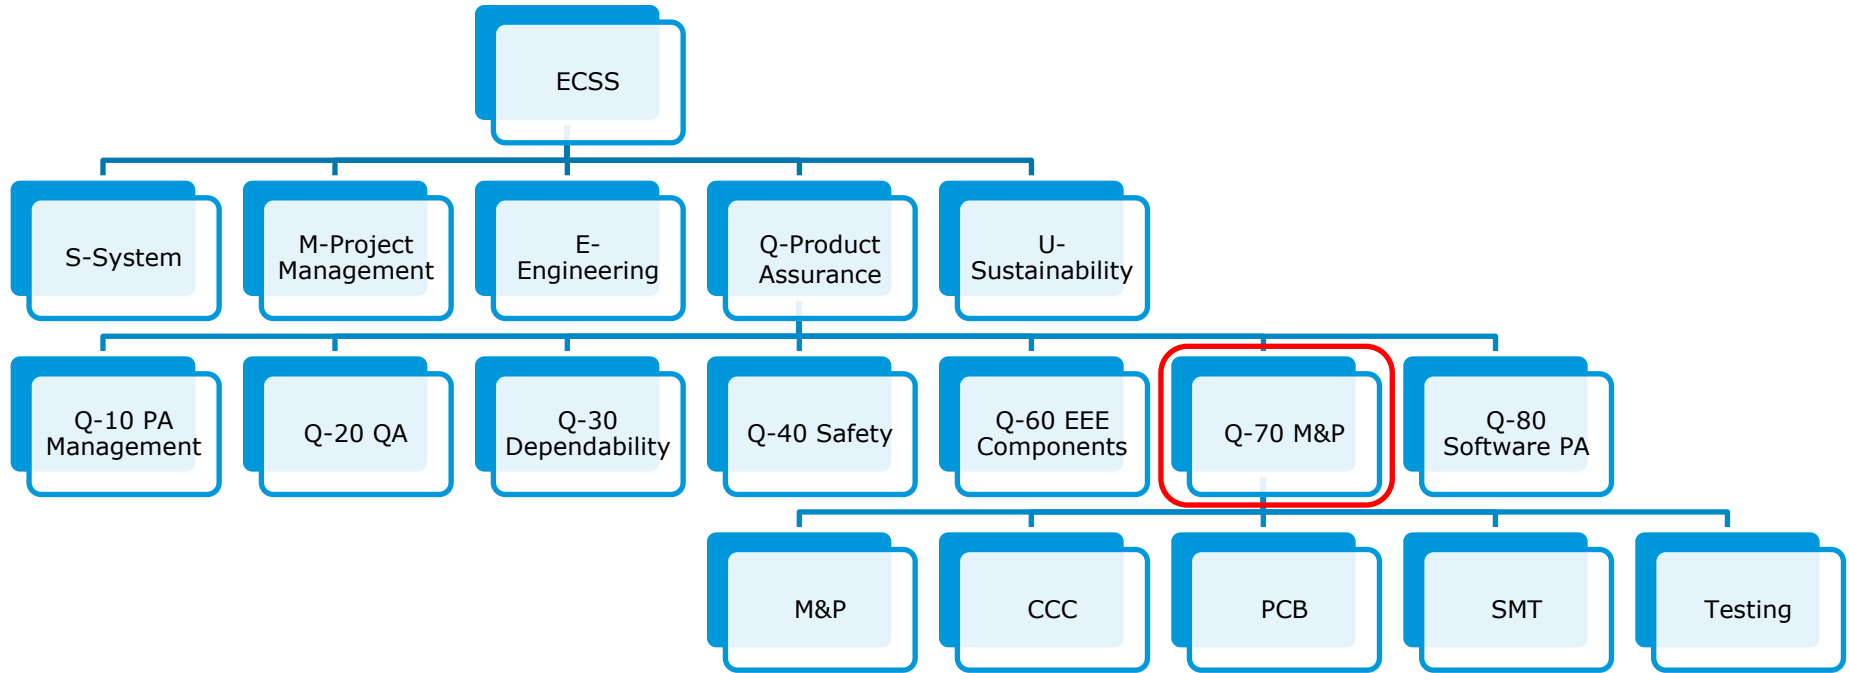 ECSS
S-System
M-Project
Management
E-
Engineering
Q-Product
Assurance
U-
Sustainability
Q-10 PA
Management
Q-20 QA
Q-30
Dependability
Q-40 Safety
Q-60 EEE
Components
Q-70 M&P
Q-80
Software PA
M&P
CCC
PCB
SMT
Testing